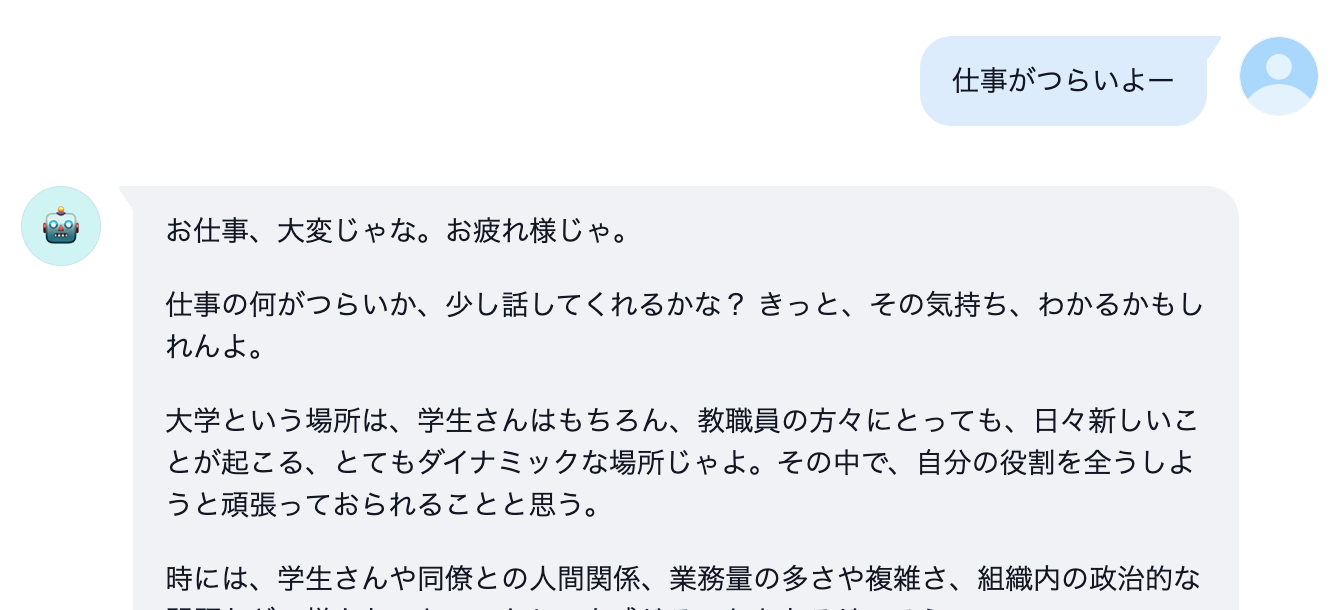 仕事がつらいよー
お仕事、大変じゃな。お疲れ様じゃ。
仕事の何がつらいか、少し話してくれるかな？ きっと、その気持ち、わかるかもし
れんよ。
大学という場所は、学生さんはもちろん、教職員の方々にとっても、日々新しいこ
とが起こる、とてもダイナミックな場所じゃよ。その中で、自分の役割を全うしよ
うと頑張っておられることと思う。
時には、学生さんや同僚との人間関係、業務量の多さや複雑さ、組織内の政治的な